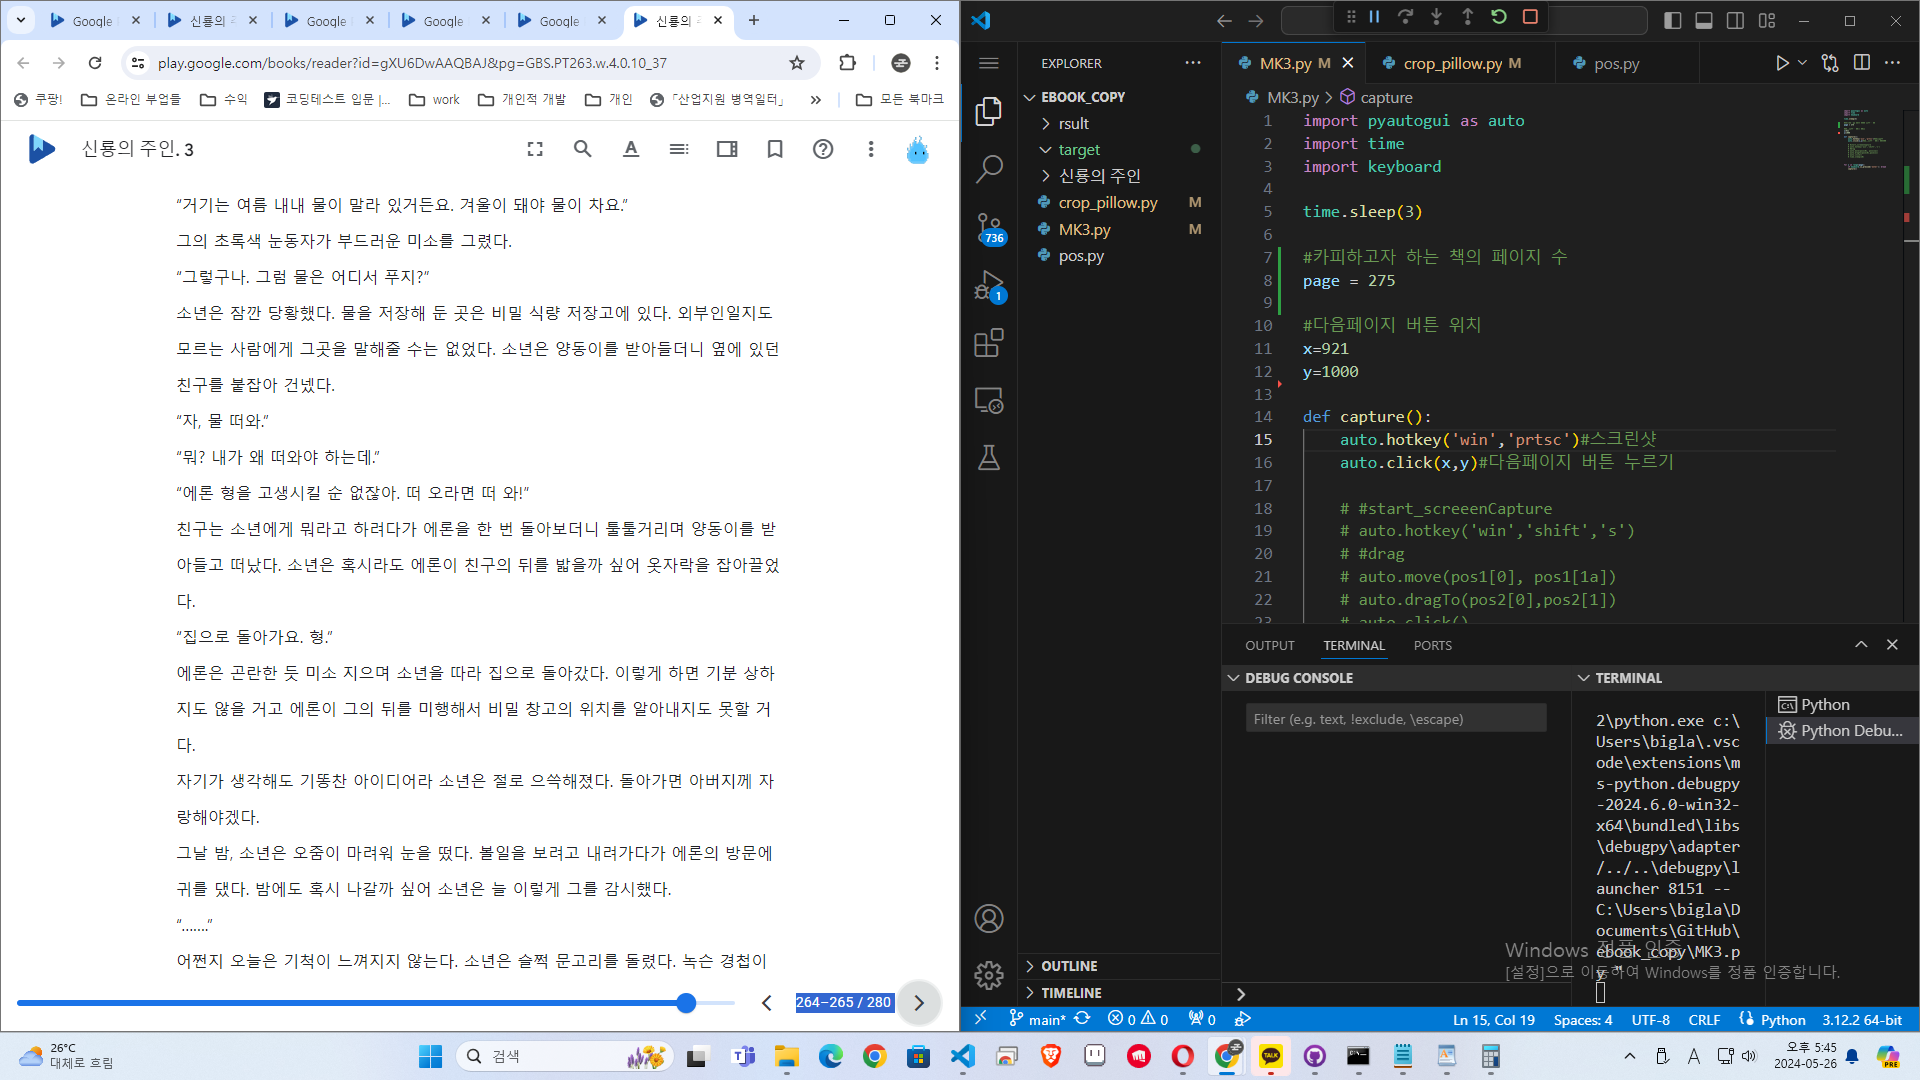 Google
신룡의 주
Google
Google
Google
신룡의 주
play.google.com/books/reader?id=gXU6DwAAQBAJ&pg=GBS.PT263.w.4.0.10_37
쿠팡!
온라인 부업들
수익
코딩테스트 입문 |...
work
개인적 개발
개인
「산업지원 병역일터」
모든 북마크
신룡의 주인. 3
“거기는 여름 내내 물이 말라 있거든요. 겨울이 돼야 물이 차요.”
그의 초록색 눈동자가 부드러운 미소를 그렸다.
“그렇구나. 그럼 물은 어디서 푸지?”
소년은 잠깐 당황했다. 물을 저장해 둔 곳은 비밀 식량 저장고에 있다. 외부인일지도
모르는 사람에게 그곳을 말해줄 수는 없었다. 소년은 양동이를 받아들더니 옆에 있던
친구를 붙잡아 건넸다.
“자, 물 떠와.”
“뭐? 내가 왜 떠와야 하는데.”
“에론 형을 고생시킬 순 없잖아. 떠 오라면 떠 와!”
친구는 소년에게 뭐라고 하려다가 에론을 한 번 돌아보더니 툴툴거리며 양동이를 받
아들고 떠났다. 소년은 혹시라도 에론이 친구의 뒤를 밟을까 싶어 옷자락을 잡아끌었
다.
“집으로 돌아가요. 형.”
에론은 곤란한 듯 미소 지으며 소년을 따라 집으로 돌아갔다. 이렇게 하면 기분 상하
지도 않을 거고 에론이 그의 뒤를 미행해서 비밀 창고의 위치를 알아내지도 못할 거
다.
자기가 생각해도 기똥찬 아이디어라 소년은 절로 으쓱해졌다. 돌아가면 아버지께 자
랑해야겠다.
그날 밤, 소년은 오줌이 마려워 눈을 떴다. 볼일을 보려고 내려가다가 에론의 방문에
귀를 댔다. 밤에도 혹시 나갈까 싶어 소년은 늘 이렇게 그를 감시했다.
“.......”
어쩐지 오늘은 기척이 느껴지지 않는다. 소년은 슬쩍 문고리를 돌렸다. 녹슨 경첩이
264–265 / 280
EXPLORER
EBOOK_COPY
rsult
target
신룡의 주인
crop_pillow.py M
MK3.py M
pos.py
736
1
OUTLINE
TIMELINE
MK3.py M
crop_pillow.py M
pos.py
MK3.py
capture
1 import pyautogui as auto
2 import time
3 import keyboard
4
5 time.sleep(3)
6
7 #카피하고자 하는 책의 페이지 수
8 page = 275
9
10 #다음페이지 버튼 위치
11 x=921
12 y=1000
13
14 def capture():
15 auto.hotkey('win','prtsc')#스크린샷
16 auto.click(x,y)#다음페이지 버튼 누르기
17
18 # #start_screeenCapture
19 # auto.hotkey('win','shift','s')
20 # #drag
21 # auto.move(pos1[0], pos1[1a])
22 # auto.dragTo(pos2[0],pos2[1])
23 # auto.click()
OUTPUT
TERMINAL
PORTS
DEBUG CONSOLE
Filter (e.g. text, !exclude, \escape)
TERMINAL
2\python.exe c:\
Users\bigla\.vsc
ode\extensions\m
s-python.debugpy
-2024.6.0-win32-
x64\bundled\libs
\debugpy\adapter
/../..\debugpy\l
auncher 8151 --
C:\Users\bigla\D
ocuments\GitHub\
ebook_copy\MK3.p
y "
Python
Python Debu...
Windows 정품 인증
[설정]으로 이동하여 Windows를 정품 인증합니다.
main*
0 0
0
Ln 15, Col 19
Spaces: 4
UTF-8
CRLF
Python
3.12.2 64-bit
26°C
대체로 흐림
검색
TALK
A
오후 5:45
2024-05-26
PRE